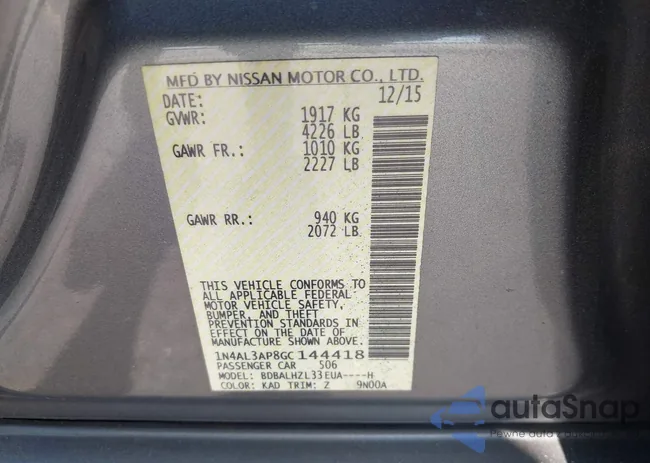 MFD BY NISSAN MOTOR CO., LTD.
DATE: 12/15
GVWR: 1917 KG
4226 LB
GAWR FR.: 1010 KG
2227 LB
GAWR RR.: 940 KG
2072 LB
THIS VEHICLE CONFORMS TO
ALL APPLICABLE FEDERAL
MOTOR VEHICLE SAFETY,
BUMPER, AND THEFT
PREVENTION STANDARDS IN
EFFECT ON THE DATE OF
MANUFACTURE SHOWN ABOVE.
1N4AL3AP8GC144418
PASSENGER CAR 506
MODEL: BDBALHZL33EUA----H
COLOR: KAD TRIM: Z 9N00A
autoSnap
Pewne auto z